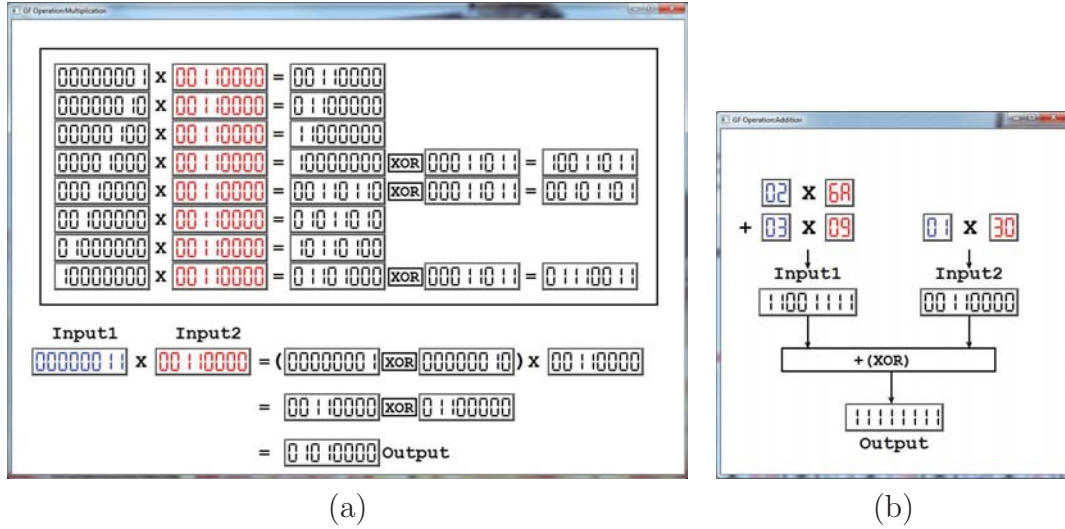 GF Operation:Multiplication
00000001 X 00110000 = 00110000
00000010 X 00110000 = 01100000
00000100 X 00110000 = 11000000
00001000 X 00110000 = 10000000 XOR 00011011 = 10011011
00010000 X 00110000 = 00110110 XOR 00011011 = 00101101
00100000 X 00110000 = 01011010
01000000 X 00110000 = 10110100
10000000 X 00110000 = 01101000 XOR 00011011 = 01110011
Input1 Input2
00000011 X 00110000 = (00000001 XOR 00000010) X 00110000
= 00110000 XOR 01100000
= 01010000 Output
(a)
GF Operation:Addition
02 X 6A
+ 03 X 09 01 X 30
Input1 Input2
11001111 00110000
+(XOR)
11111111
Output
(b)